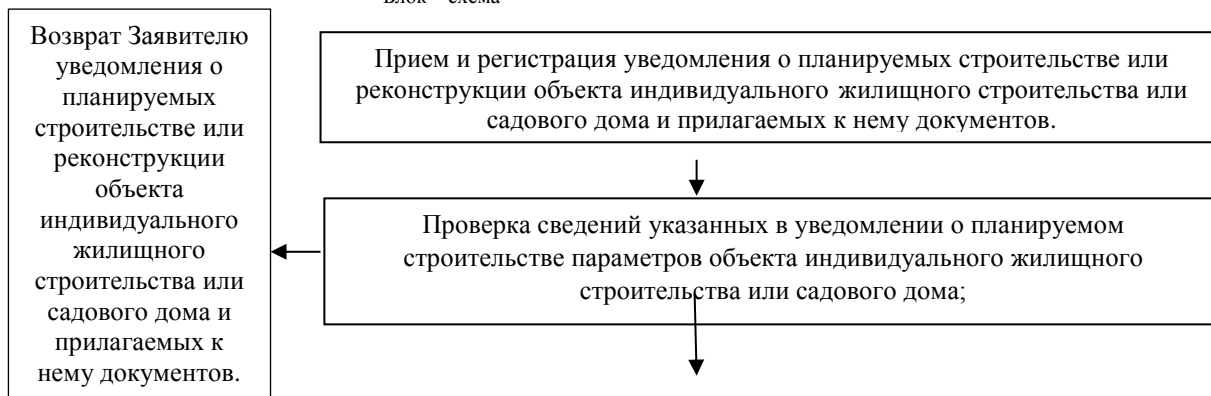 Блок – схема
Возврат Заявителю
уведомления о
планируемых
строительстве или
реконструкции
объекта
индивидуального
жилищного
строительства или
садового дома и
прилагаемых к
нему документов.
Прием и регистрация уведомления о планируемых строительстве или
реконструкции объекта индивидуального жилищного строительства или
садового дома и прилагаемых к нему документов.
Проверка сведений указанных в уведомлении о планируемом
строительстве параметров объекта индивидуального жилищного
строительства или садового дома;